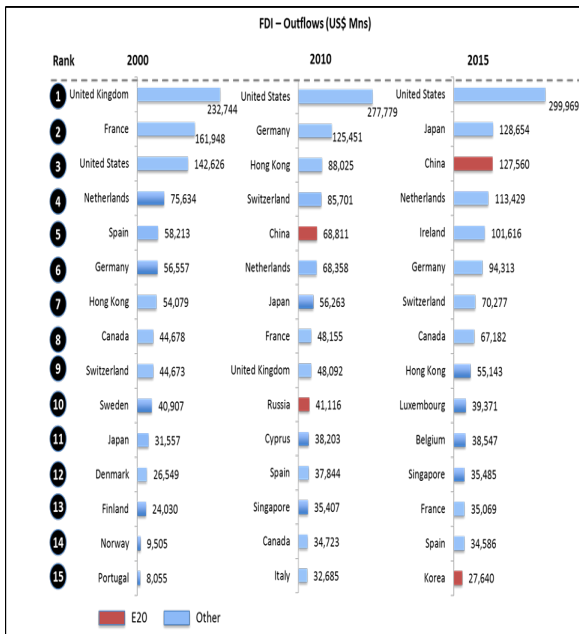 FDI – Outflows (US$ Mns)
Rank 2000 2010 2015
1 United Kingdom 232,744 United States 277,779 United States 299,969
2 France 161,948 Germany 125,451 Japan 128,654
3 United States 142,626 Hong Kong 88,025 China 127,560
4 Netherlands 75,634 Switzerland 85,701 Netherlands 113,429
5 Spain 58,213 China 68,811 Ireland 101,616
6 Germany 56,557 Netherlands 68,358 Germany 94,313
7 Hong Kong 54,079 Japan 56,263 Switzerland 70,277
8 Canada 44,678 France 48,155 Canada 67,182
9 Switzerland 44,673 United Kingdom 48,092 Hong Kong 55,143
10 Sweden 40,907 Russia 41,116 Luxembourg 39,371
11 Japan 31,557 Cyprus 38,203 Belgium 38,547
12 Denmark 26,549 Spain 37,844 Singapore 35,485
13 Finland 24,030 Singapore 35,407 France 35,069
14 Norway 9,505 Canada 34,723 Spain 34,586
15 Portugal 8,055 Italy 32,685 Korea 27,640
E20 Other